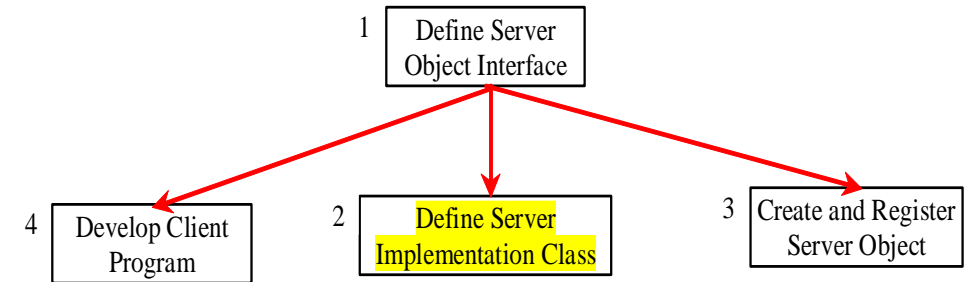 1
Define Server
Object Interface
4
Develop Client
Program
2
Define Server
Implementation Class
3
Create and Register
Server Object